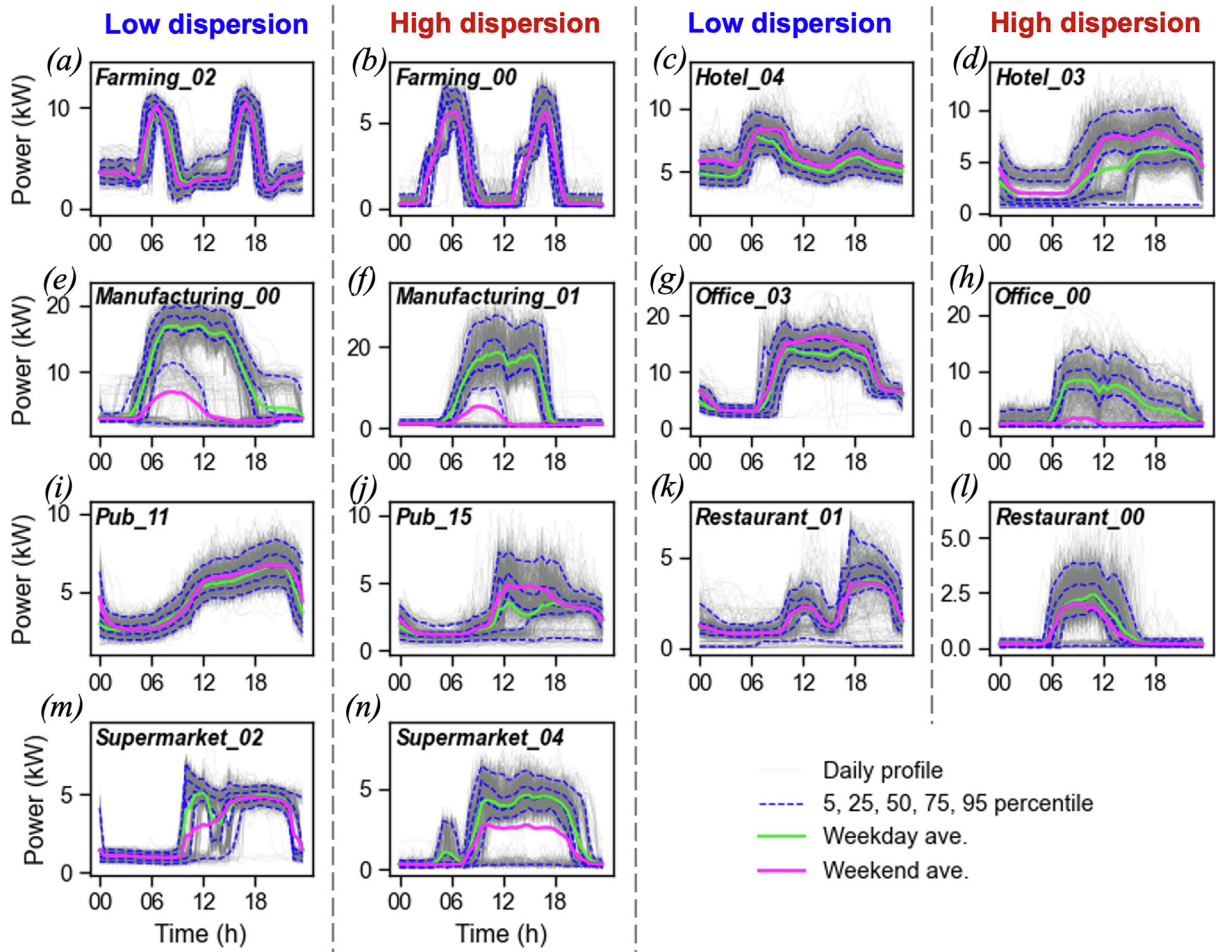 Low dispersion High dispersion Low dispersion High dispersion
(a) (b) (c) (d)
Farming_02 Farming_00 Hotel_04 Hotel_03
Power (kW)
10 5 10 10
5 5
0 0 0
00 06 12 18 00 06 12 18 00 06 12 18 00 06 12 18
(e) (f) (g) (h)
Manufacturing_00 Manufacturing_01 Office_03 Office_00
Power (kW)
20 20 20
20
10 10 10
0 0 0
00 06 12 18 00 06 12 18 00 06 12 18 00 06 12 18
(i) (j) (k) (l)
Pub_11 Pub_15 Restaurant_01 Restaurant_00
Power (kW)
10 10 5.0
5 5 5 2.5
0 0 0.0
00 06 12 18 00 06 12 18 00 06 12 18 00 06 12 18
(m) (n)
Supermarket_02 Supermarket_04
Power (kW)
5 5
0 0
00 06 12 18 00 06 12 18
Time (h) Time (h)
Daily profile
5, 25, 50, 75, 95 percentile
Weekday ave.
Weekend ave.